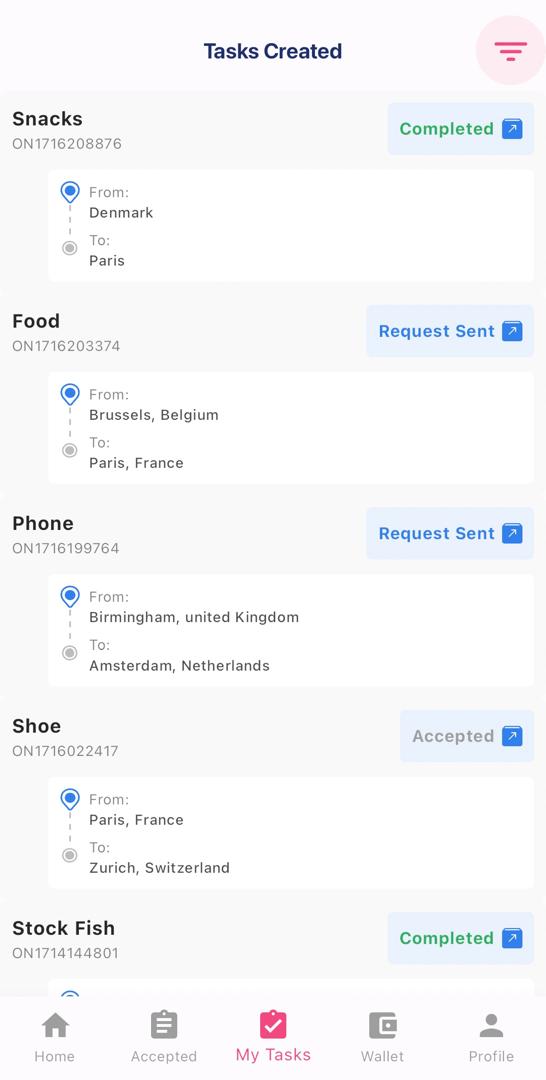 Tasks Created
Snacks
Completed
ON1716208876
From:
Denmark
To:
Paris
Food
Request Sent
ON1716203374
From:
Brussels, Belgium
To:
Paris, France
Phone
Request Sent
ON1716199764
From:
Birmingham, united Kingdom
To:
Amsterdam, Netherlands
Shoe
Accepted
ON1716022417
From:
Paris, France
To:
Zurich, Switzerland
Stock Fish
Completed
ON1714144801
Home
Accepted
My Tasks
Wallet
Profile